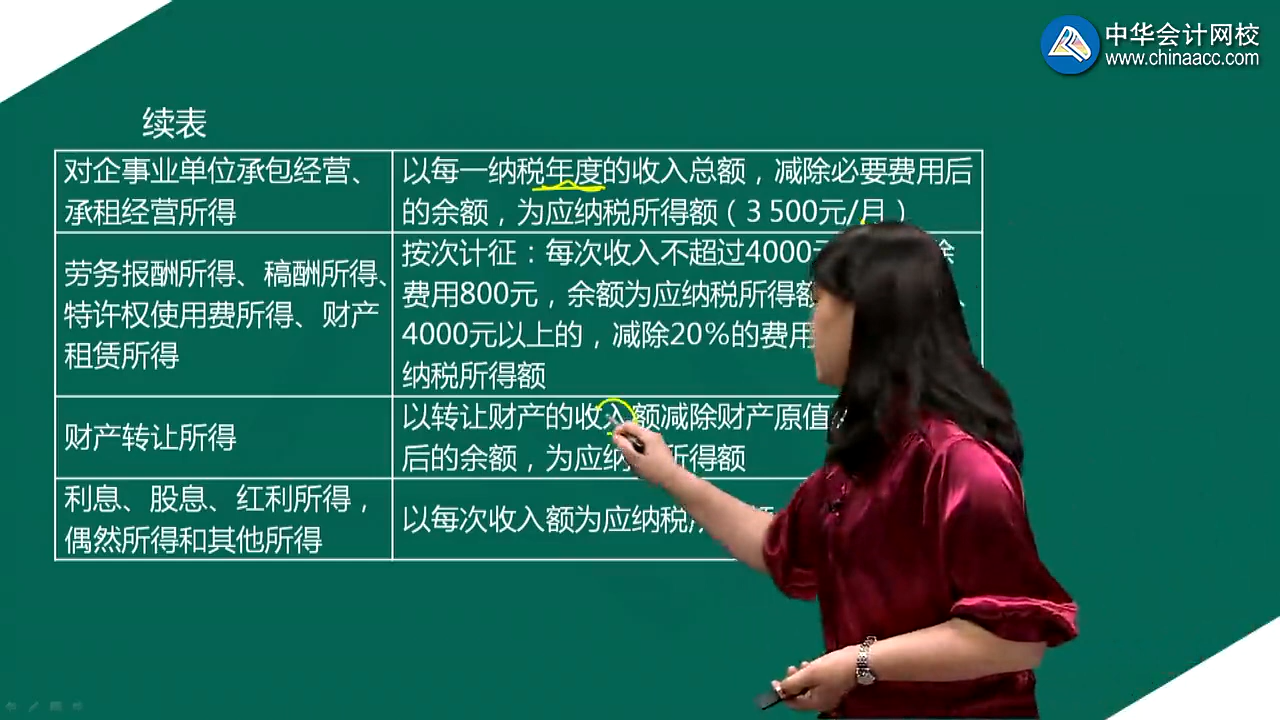 中华会计网校
www.chinaacc.com
续表
对企事业单位承包经营、
承租经营所得
以每一纳税年度的收入总额，减除必要费用后
的余额，为应纳税所得额（3 500元/月）
劳务报酬所得、稿酬所得、
特许权使用费所得、财产
租赁所得
按次计征：每次收入不超过4000
费用800元，余额为应纳税所得额
4000元以上的，减除20%的费用
纳税所得额
财产转让所得
以转让财产的收入额减除财产原值
后的余额，为应纳 所得额
利息、股息、红利所得，
偶然所得和其他所得
以每次收入额为应纳税